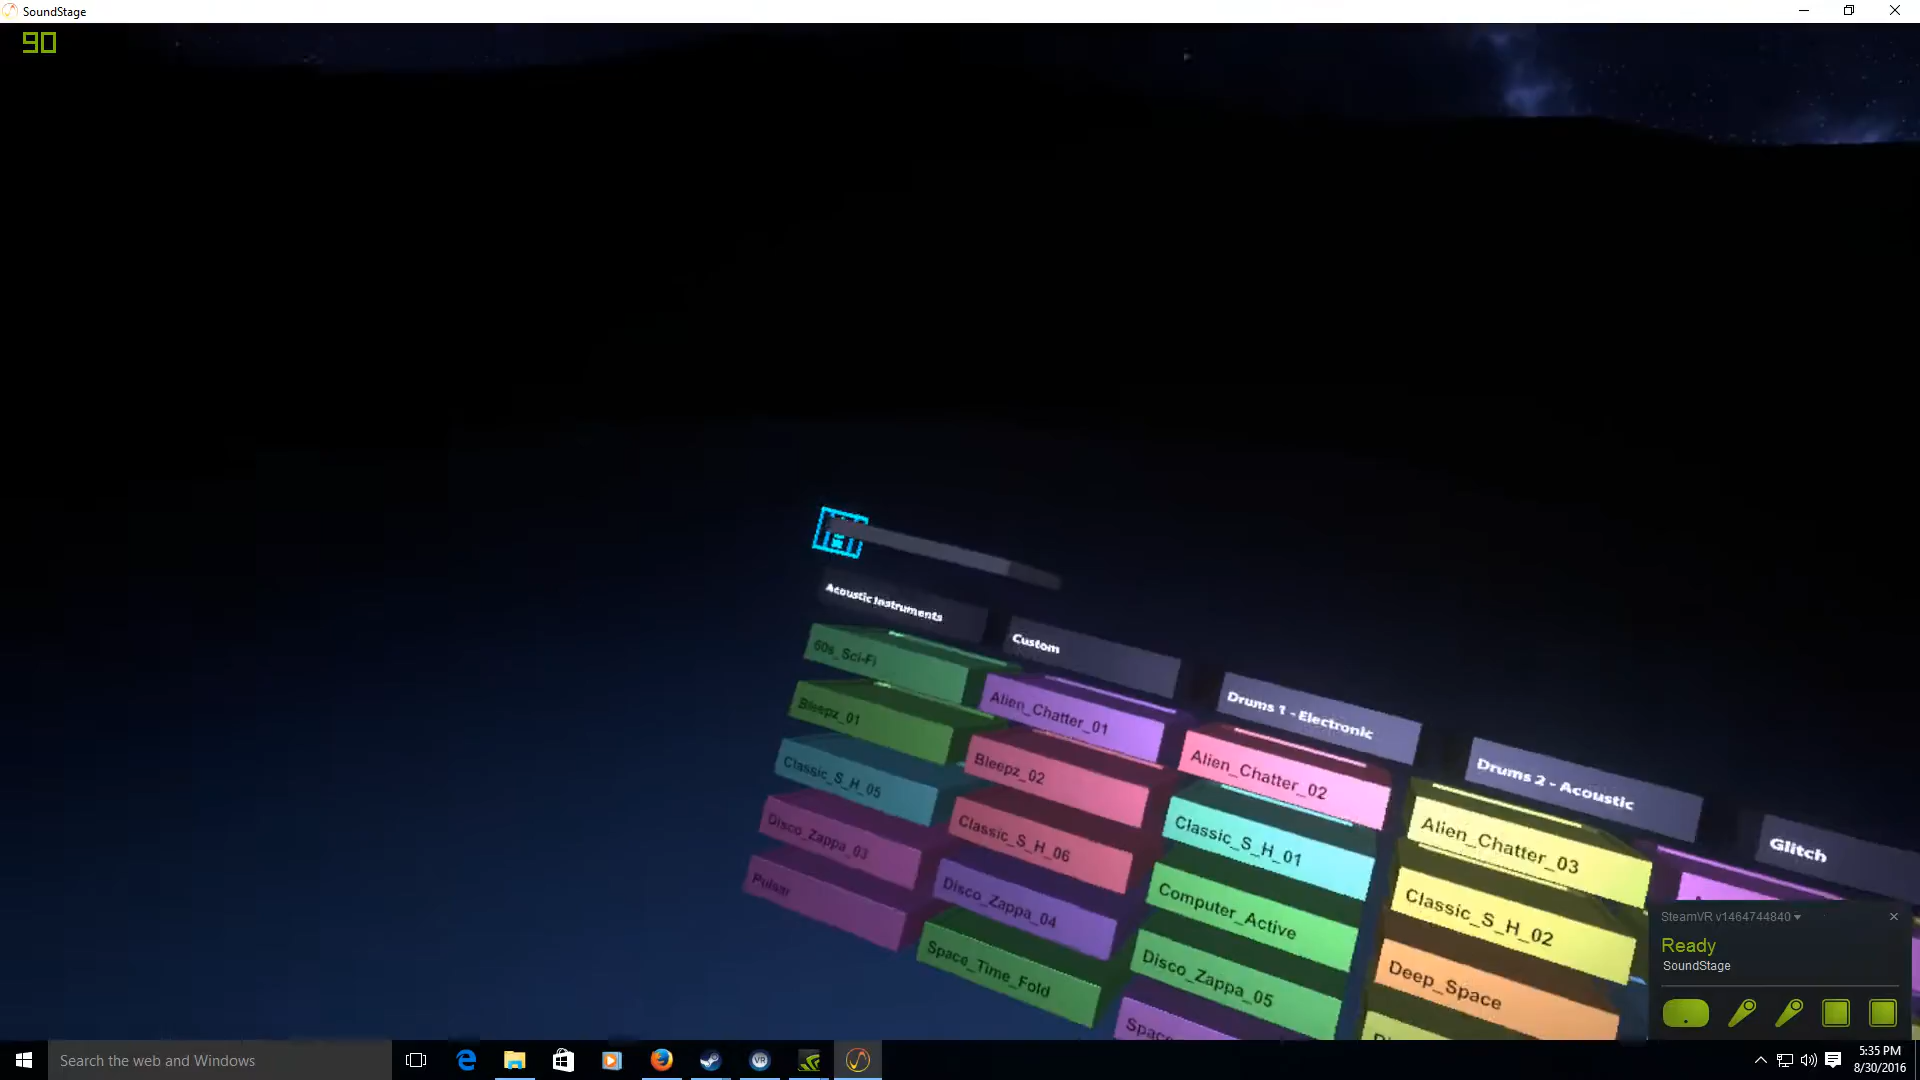 SoundStage
90
Acoustic Instruments
Custom
Drums 1 - Electronic
Drums 2 - Acoustic
Glitch
60s_Sci-Fi
Bleepz_01
Classic_S_H_05
Disco_Zappa_03
Pulsar
Alien_Chatter_01
Bleepz_02
Classic_S_H_06
Disco_Zappa_04
Space_Time_Fold
Alien_Chatter_02
Classic_S_H_01
Computer_Active
Disco_Zappa_05
Space
Alien_Chatter_03
Classic_S_H_02
Deep_Space
SteamVR v1464744840
Ready
SoundStage
Search the web and Windows
VR
5:35 PM
8/30/2016